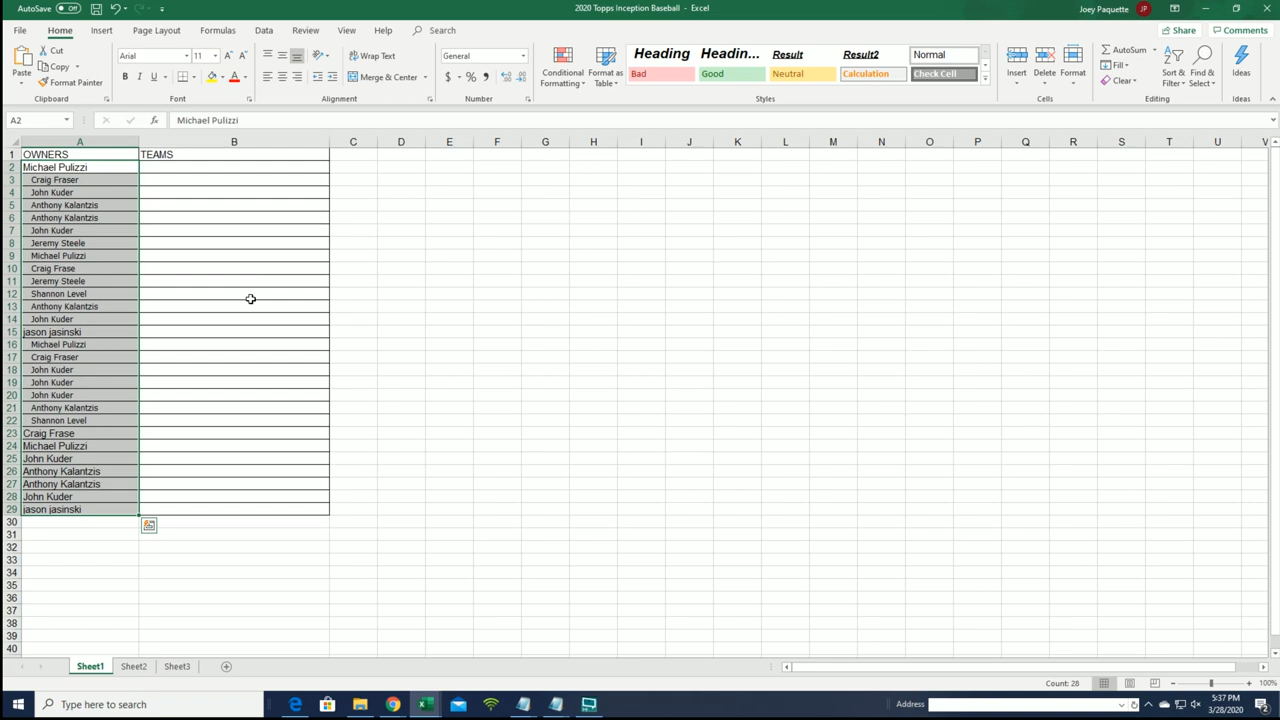 AutoSave Off 2020 Topps Inception Baseball - Excel Joey Paquette JP
File Home Insert Page Layout Formulas Data Review View Search Share Comments
Paste Cut Copy Format Painter Clipboard
Arial 11 A A B I U A Font
Wrap Text Merge & Center Alignment
General $ % 9 Number
Conditional Formatting Format as Table Heading Headin... Result Result2 Normal
Bad Good Neutral Calculation Check Cell Styles
Insert Delete Format Cells
AutoSum Fill Clear Sort & Filter Find & Select Editing
Ideas Ideas
A2 fx Michael Pulizzi
A B C D E F G H I J K L M N O P Q R S T U V
1 OWNERS TEAMS
2 Michael Pulizzi
3 Craig Fraser
4 John Kuder
5 Anthony Kalantzis
6 Anthony Kalantzis
7 John Kuder
8 Jeremy Steele
9 Michael Pulizzi
10 Craig Frase
11 Jeremy Steele
12 Shannon Level
13 Anthony Kalantzis
14 John Kuder
15 jason jasinski
16 Michael Pulizzi
17 Craig Fraser
18 John Kuder
19 John Kuder
20 John Kuder
21 Anthony Kalantzis
22 Shannon Level
23 Craig Frase
24 Michael Pulizzi
25 John Kuder
26 Anthony Kalantzis
27 Anthony Kalantzis
28 John Kuder
29 jason jasinski
30
31
32
33
34
35
36
37
38
39
40
Sheet1 Sheet2 Sheet3
Count: 28 100%
Type here to search Address 5:37 PM
3/28/2020